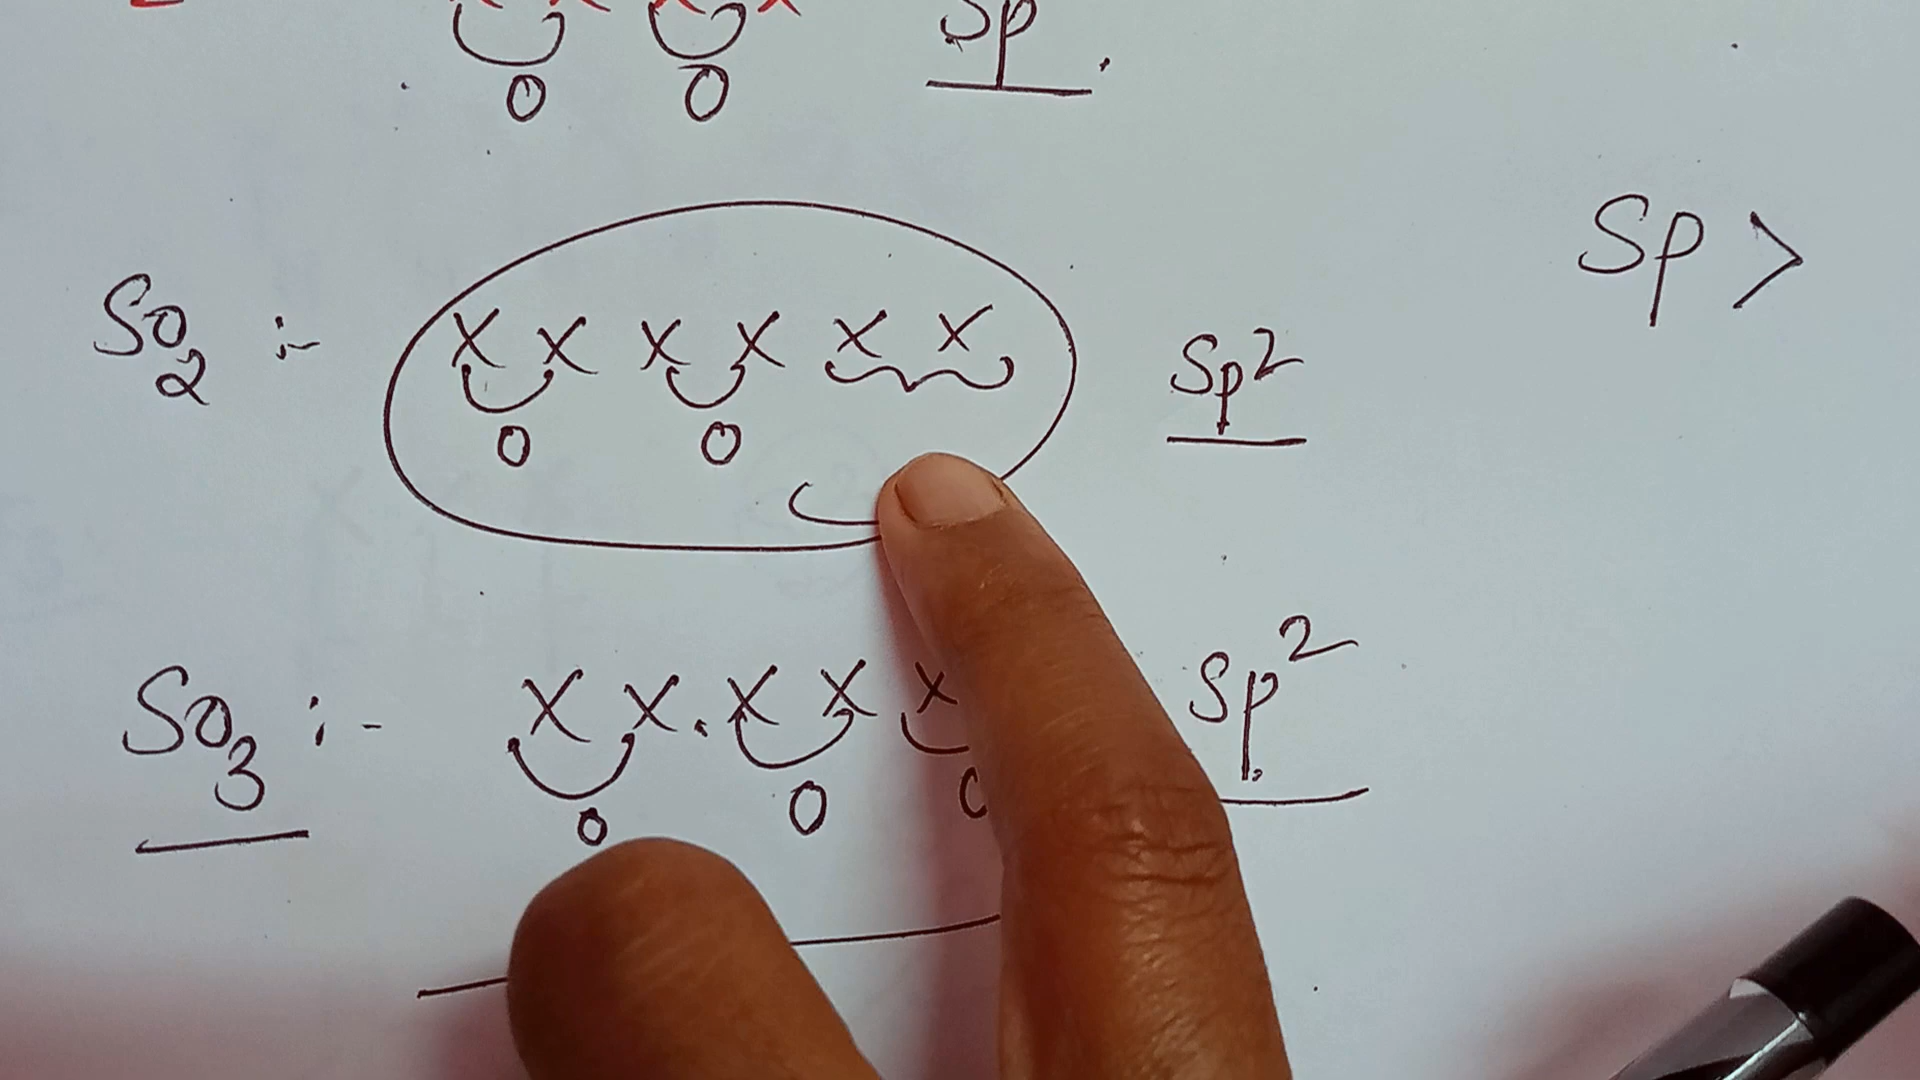 O O Sp
SO2 :- X X X X X X Sp2
O O
Sp >
SO3 :- X X X X X Sp2
O O